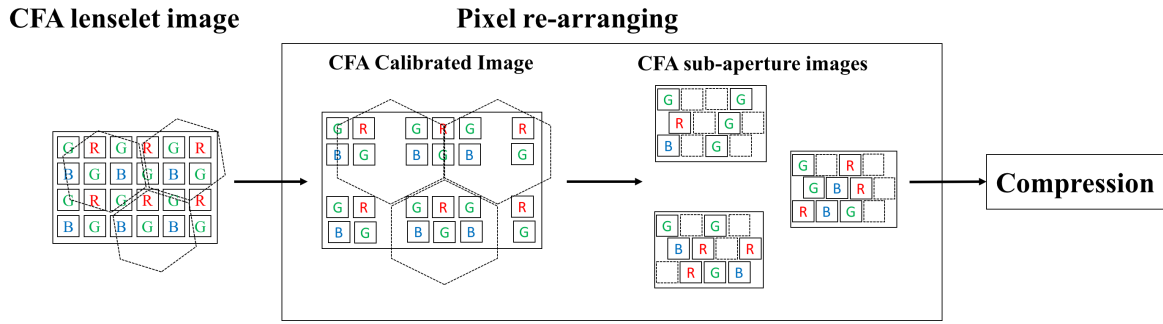 CFA lenselet image
Pixel re-arranging
CFA Calibrated Image
CFA sub-aperture images
G R G R G R
B G B G B G
G R G R G R
B G B G B G
G R G R G R
B G B G B G
G R G R G R
B G B G B G
G G
R G
B G
G G
B R R
R G B
G R
G B R
R B G
Compression